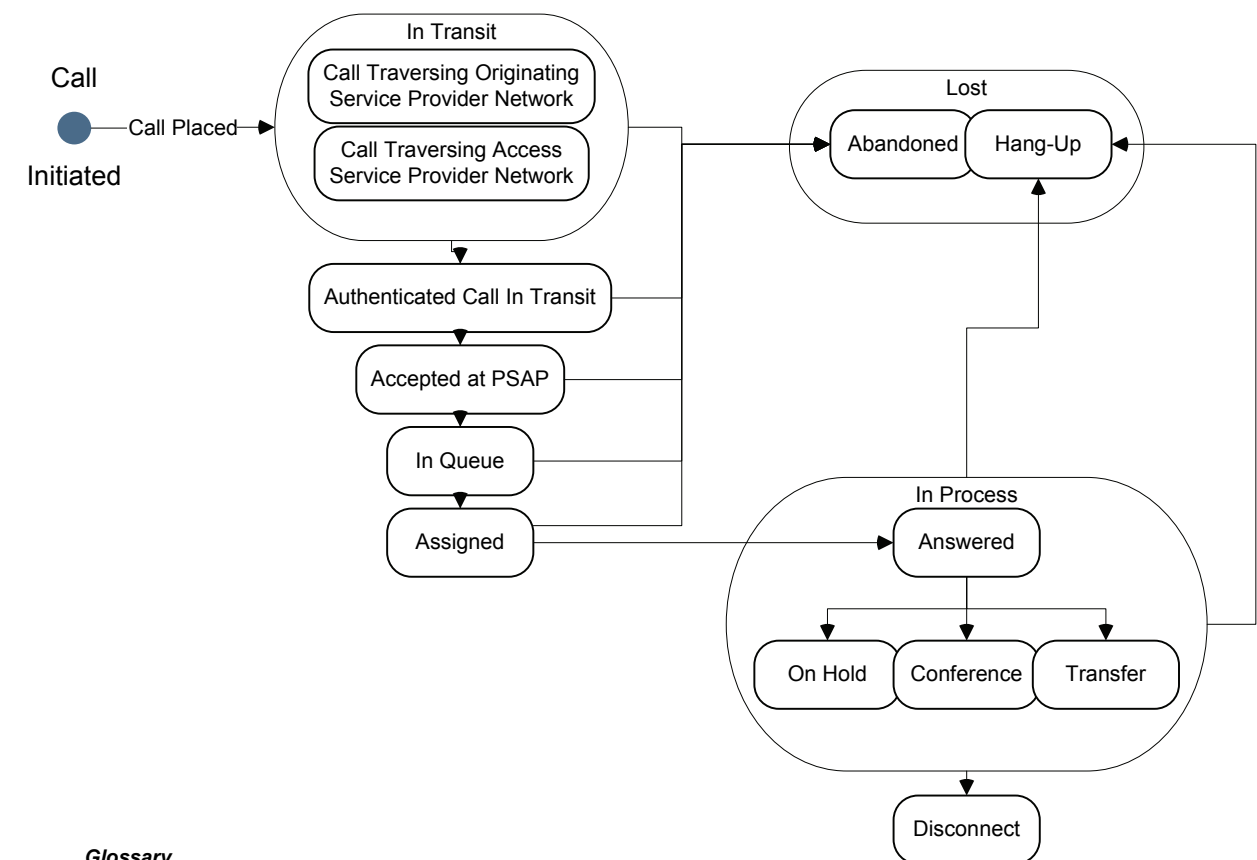 Call
Initiated
Call Placed
In Transit
Call Traversing Originating
Service Provider Network
Call Traversing Access
Service Provider Network
Authenticated Call In Transit
Accepted at PSAP
In Queue
Assigned
Lost
Abandoned
Hang-Up
In Process
Answered
On Hold
Conference
Transfer
Disconnect
Glossary